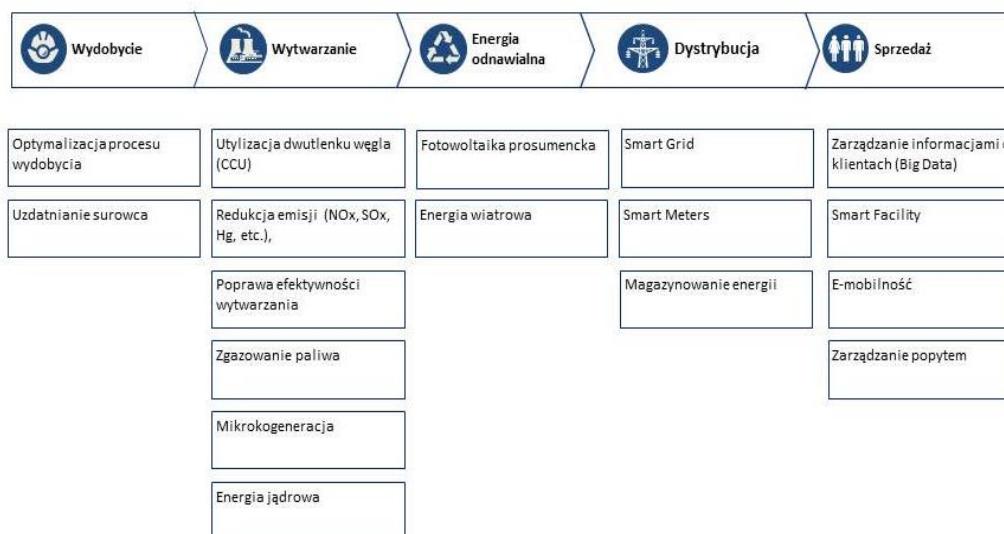 Wydobycie
Wytwarzanie
Energia
odnawialna
Dystrybucja
Sprzedaż
Optymalizacja procesu
wydobycia
Uzdatnianie surowca
Utylizacja dwutlenku węgla
(CCU)
Redukcja emisji (NOx, SOx,
Hg, etc.),
Poprawa efektywności
wytwarzania
Zgazowanie paliwa
Mikrokogeneracja
Energia jądrowa
Fotowoltaika prosumencka
Energia wiatrowa
Smart Grid
Smart Meters
Magazynowanie energii
Zarządzanie informacjami
klientach (Big Data)
Smart Facility
E-mobilność
Zarządzanie popytem